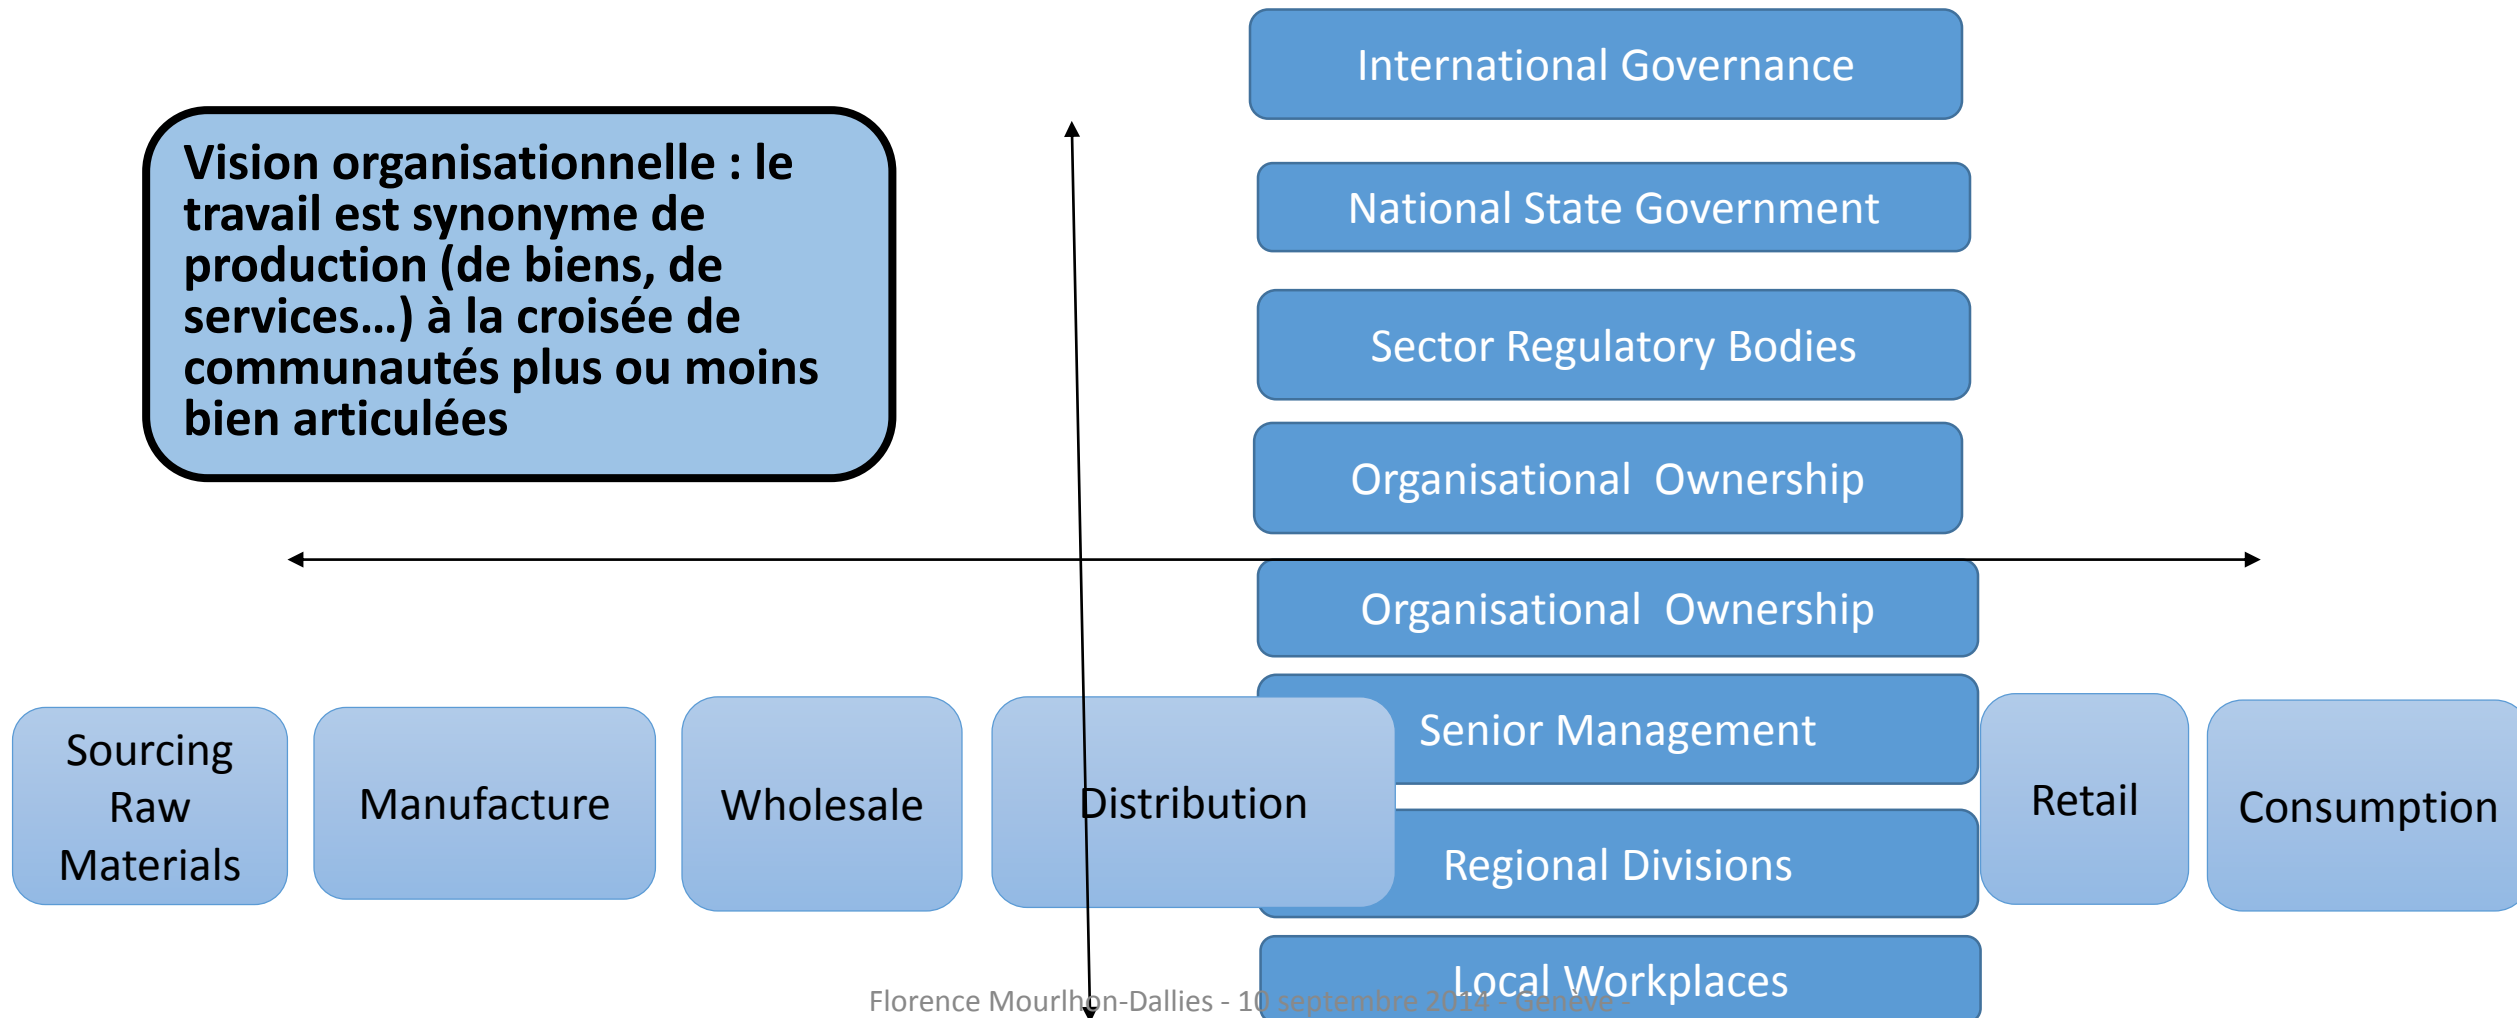 International Governance
Vision organisationnelle : le
travail est synonyme de
production (de biens, de
services...) à la croisée de
communautés plus ou moins
bien articulées
National State Government
Sector Regulatory Bodies
Organisational  Ownership
Organisational  Ownership
Senior Management
Sourcing
Raw
Materials
Manufacture
Wholesale
Distribution
Retail
Consumption
Regional Divisions
Local Workplaces
Florence Mourlhon-Dallies - 10 septembre 2014 - Genève -